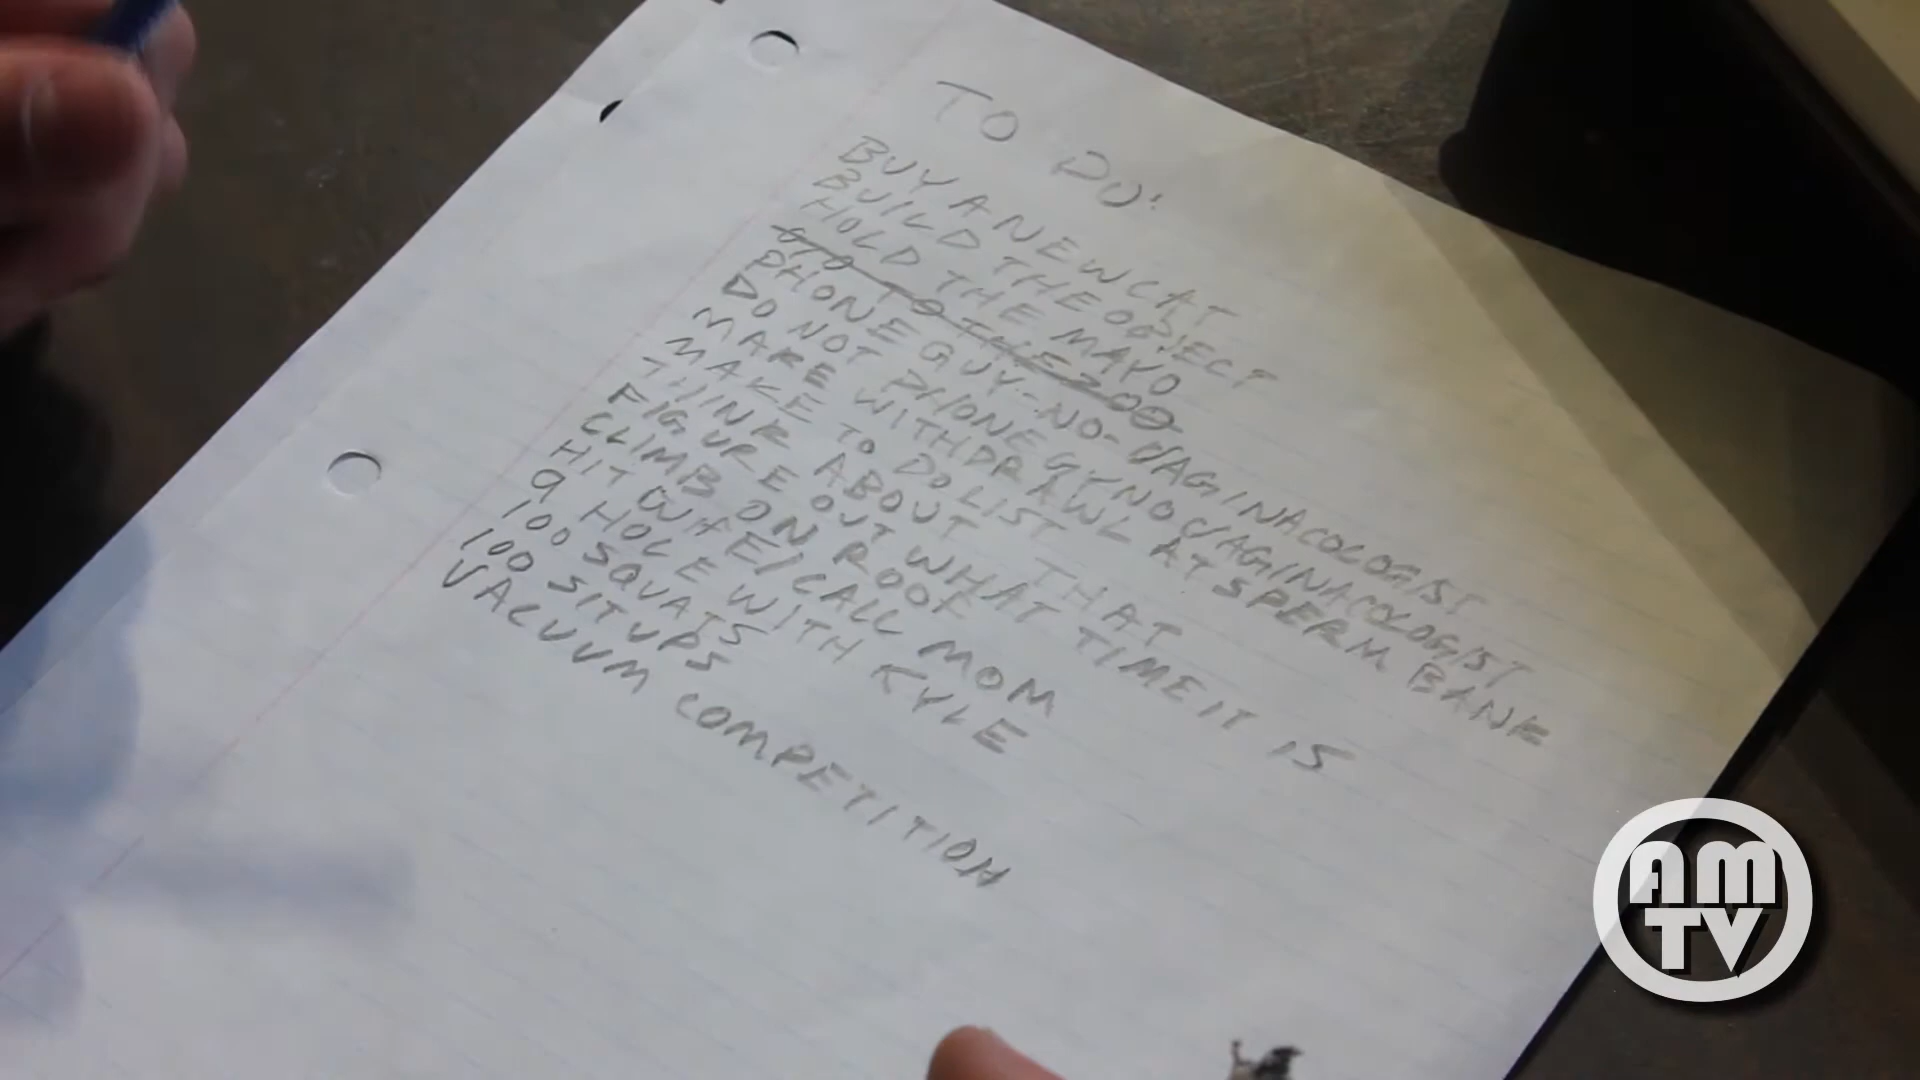 TO DO:
BUY A NEW CAT
BUILD THE OBJECT
HOLD THE MAYO
GO TO THE ZOO
PHONE GUY-NO-VAGINACOLOGIST
DO NOT PHONE GY-NO VAGINACOLOGIST
MAKE WITHDRAWL AT SPERM BANK
MAKE TO DO LIST
THINK ABOUT THAT
FIGURE OUT WHAT TIME IT IS
CLIMB ON ROOF
HIT WIFE/CALL MOM
9 HOLE WITH KYLE
100 SQUATS
100 SITUPS
VACUUM COMPETITION
AM
TV